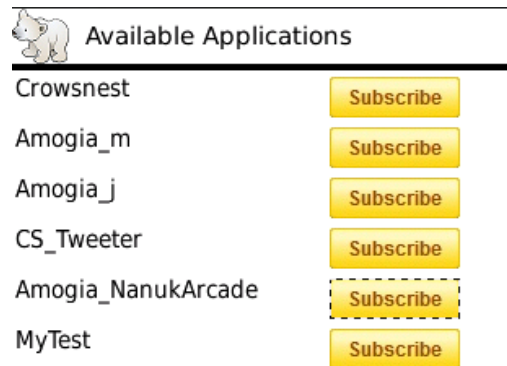 Available Applications
Crowsnest Subscribe
Amogia_m Subscribe
Amogia_j Subscribe
CS_Tweeter Subscribe
Amogia_NanukArcade Subscribe
MyTest Subscribe